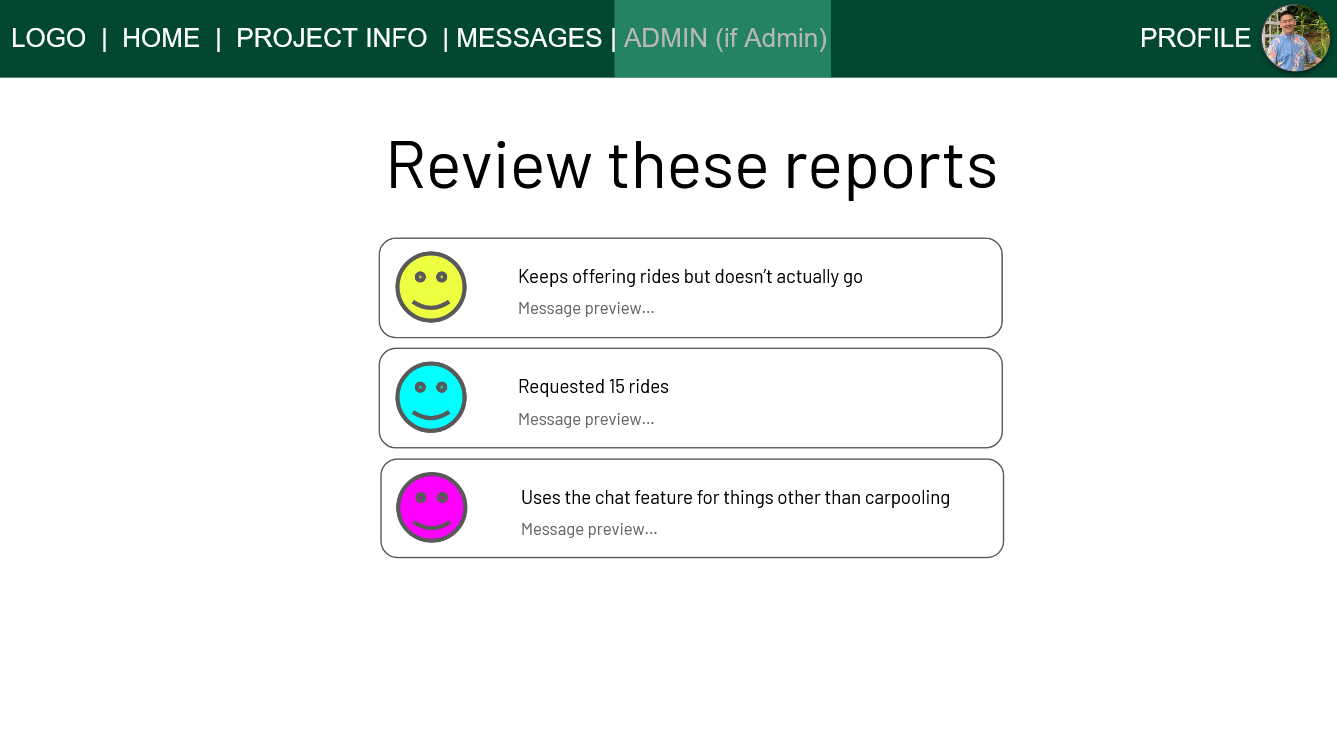 LOGO | HOME | PROJECT INFO | MESSAGES | ADMIN (if Admin) PROFILE
Review these reports
Keeps offering rides but doesn’t actually go
Message preview...
Requested 15 rides
Message preview...
Uses the chat feature for things other than carpooling
Message preview...